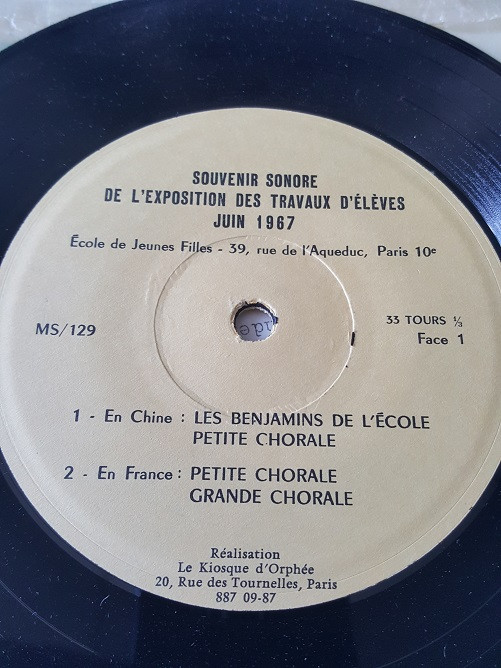 SOUVENIR SONORE
DE L'EXPOSITION DES TRAVAUX D'ÉLÈVES
JUIN 1967
École de Jeunes Filles - 39, rue de l'Aqueduc, Paris 10e
MS/129
33 TOURS ⅓
Face 1
1 - En Chine : LES BENJAMINS DE L'ÉCOLE
PETITE CHORALE
2 - En France : PETITE CHORALE
GRANDE CHORALE
Réalisation
Le Kiosque d'Orphée
20, Rue des Tournelles, Paris
887 09-87